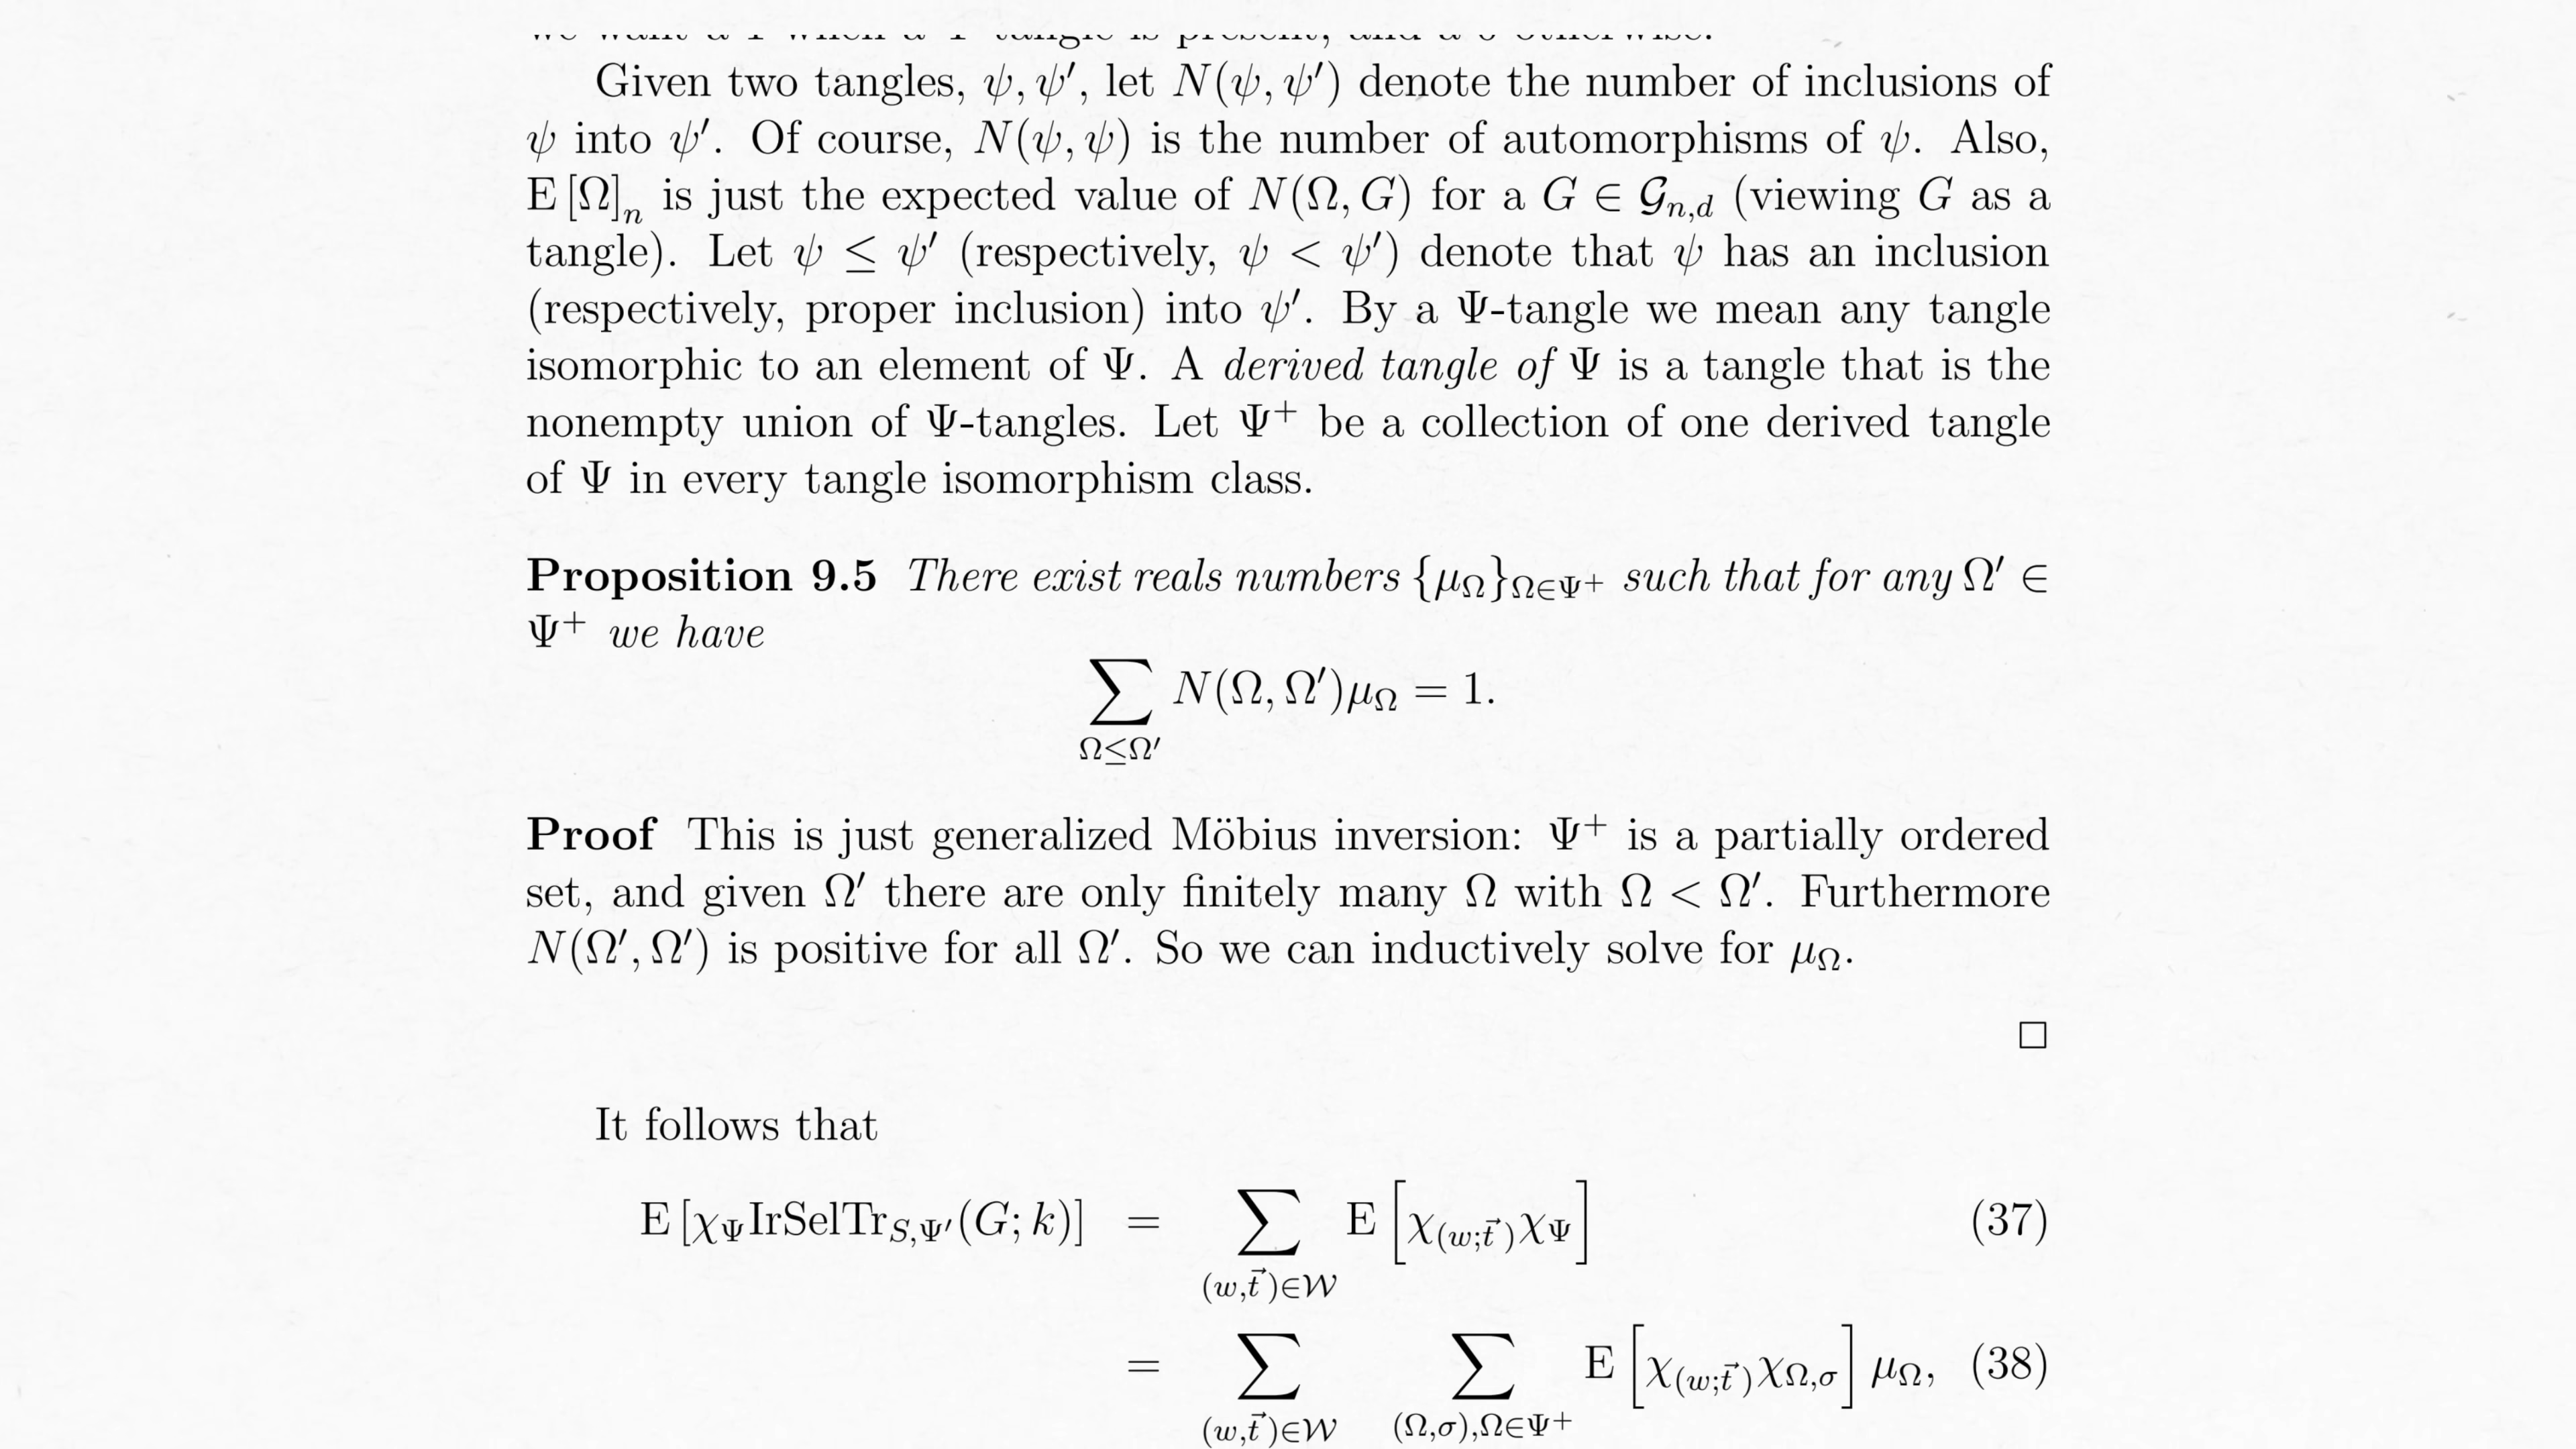 Given two tangles, ψ, ψ′, let N(ψ, ψ′) denote the number of inclusions of
ψ into ψ′. Of course, N(ψ, ψ) is the number of automorphisms of ψ. Also,
E [Ω]ₙ is just the expected value of N(Ω, G) for a G ∈ 𝒢ₙ,d (viewing G as a
tangle). Let ψ ≤ ψ′ (respectively, ψ < ψ′) denote that ψ has an inclusion
(respectively, proper inclusion) into ψ′. By a Ψ-tangle we mean any tangle
isomorphic to an element of Ψ. A derived tangle of Ψ is a tangle that is the
nonempty union of Ψ-tangles. Let Ψ⁺ be a collection of one derived tangle
of Ψ in every tangle isomorphism class.
Proposition 9.5 There exist reals numbers {μ_Ω}_{Ω∈Ψ⁺} such that for any Ω′ ∈
Ψ⁺ we have
∑_{Ω≤Ω′} N(Ω, Ω′)μ_Ω = 1.
Proof This is just generalized Möbius inversion: Ψ⁺ is a partially ordered
set, and given Ω′ there are only finitely many Ω with Ω < Ω′. Furthermore
N(Ω′, Ω′) is positive for all Ω′. So we can inductively solve for μ_Ω.
□
It follows that
E [χ_Ψ IrSelTr_{S,Ψ′}(G; k)] = ∑_{(w,t⃗)∈𝒲} E [χ_{(w;t⃗)}χ_Ψ] (37)
= ∑_{(w,t⃗)∈𝒲} ∑_{(Ω,σ),Ω∈Ψ⁺} E [χ_{(w;t⃗)}χ_{Ω,σ}] μ_Ω, (38)